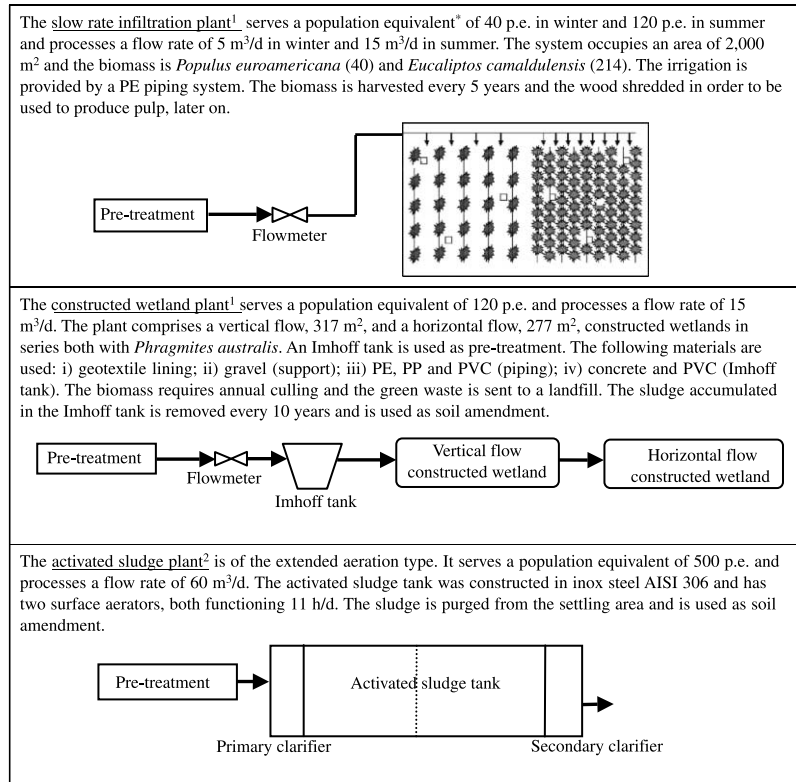 The slow rate infiltration plant¹ serves a population equivalent* of 40 p.e. in winter and 120 p.e. in summer
and processes a flow rate of 5 m³/d in winter and 15 m³/d in summer. The system occupies an area of 2,000
m² and the biomass is Populus euroamericana (40) and Eucaliptos camaldulensis (214). The irrigation is
provided by a PE piping system. The biomass is harvested every 5 years and the wood shredded in order to be
used to produce pulp, later on.
Pre-treatment
Flowmeter
The constructed wetland plant¹ serves a population equivalent of 120 p.e. and processes a flow rate of 15
m³/d. The plant comprises a vertical flow, 317 m², and a horizontal flow, 277 m², constructed wetlands in
series both with Phragmites australis. An Imhoff tank is used as pre-treatment. The following materials are
used: i) geotextile lining; ii) gravel (support); iii) PE, PP and PVC (piping); iv) concrete and PVC (Imhoff
tank). The biomass requires annual culling and the green waste is sent to a landfill. The sludge accumulated
in the Imhoff tank is removed every 10 years and is used as soil amendment.
Pre-treatment
Flowmeter
Imhoff tank
Vertical flow
constructed wetland
Horizontal flow
constructed wetland
The activated sludge plant² is of the extended aeration type. It serves a population equivalent of 500 p.e. and
processes a flow rate of 60 m³/d. The activated sludge tank was constructed in inox steel AISI 306 and has
two surface aerators, both functioning 11 h/d. The sludge is purged from the settling area and is used as soil
amendment.
Pre-treatment
Activated sludge tank
Primary clarifier
Secondary clarifier